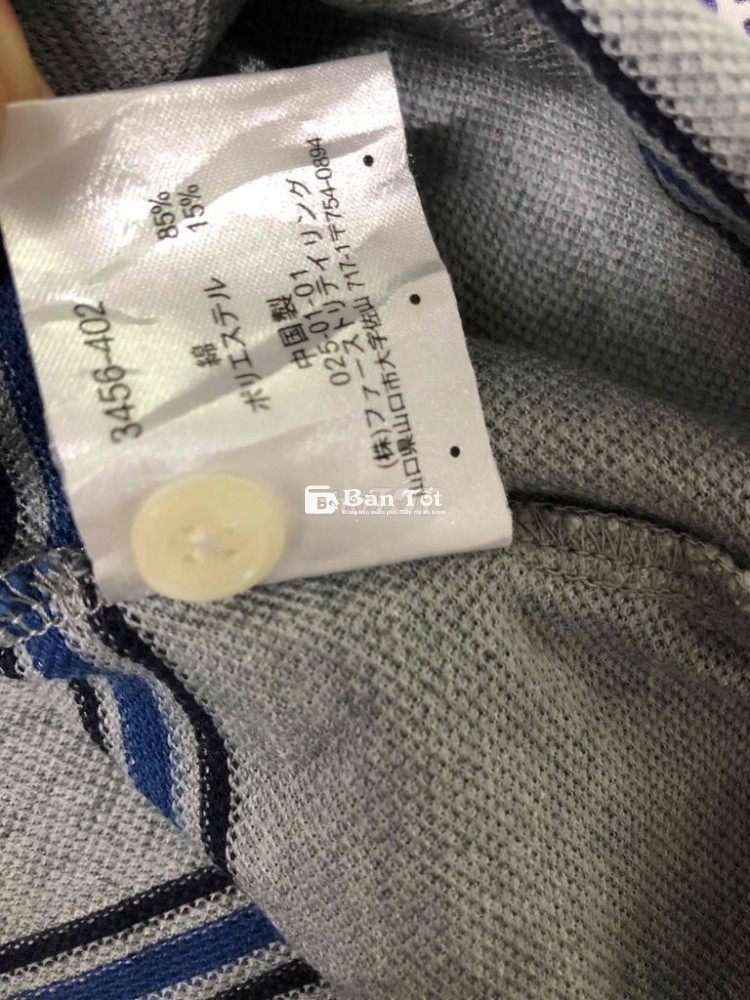 3456-402
綿 85%
ポリエステル 15%
中国製
025-01-01
(株)ファーストリテイリング
山口県山口市大字佐山 717-1〒754-0894
Bán Tốt